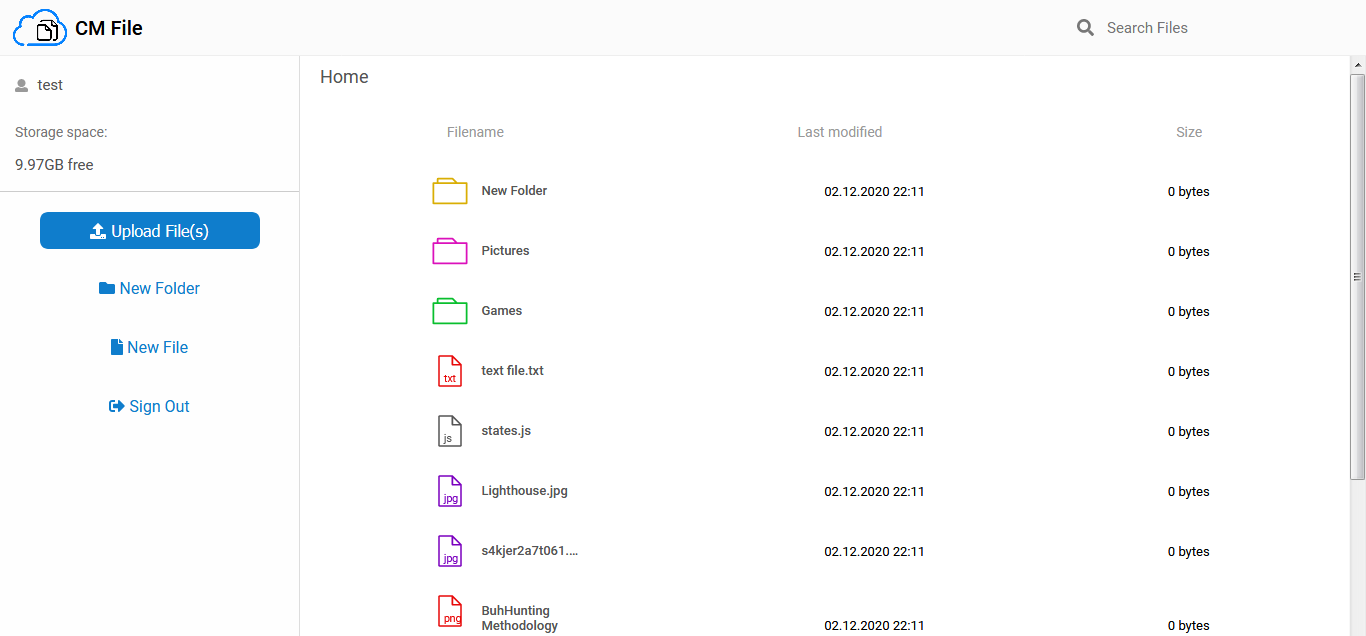 CM File
Search Files
test
Storage space:
9.97GB free
Upload File(s)
New Folder
New File
Sign Out
Home
Filename Last modified Size
New Folder 02.12.2020 22:11 0 bytes
Pictures 02.12.2020 22:11 0 bytes
Games 02.12.2020 22:11 0 bytes
txt text file.txt 02.12.2020 22:11 0 bytes
js states.js 02.12.2020 22:11 0 bytes
jpg Lighthouse.jpg 02.12.2020 22:11 0 bytes
jpg s4kjer2a7t061.... 02.12.2020 22:11 0 bytes
png BuhHunting
Methodology 02.12.2020 22:11 0 bytes